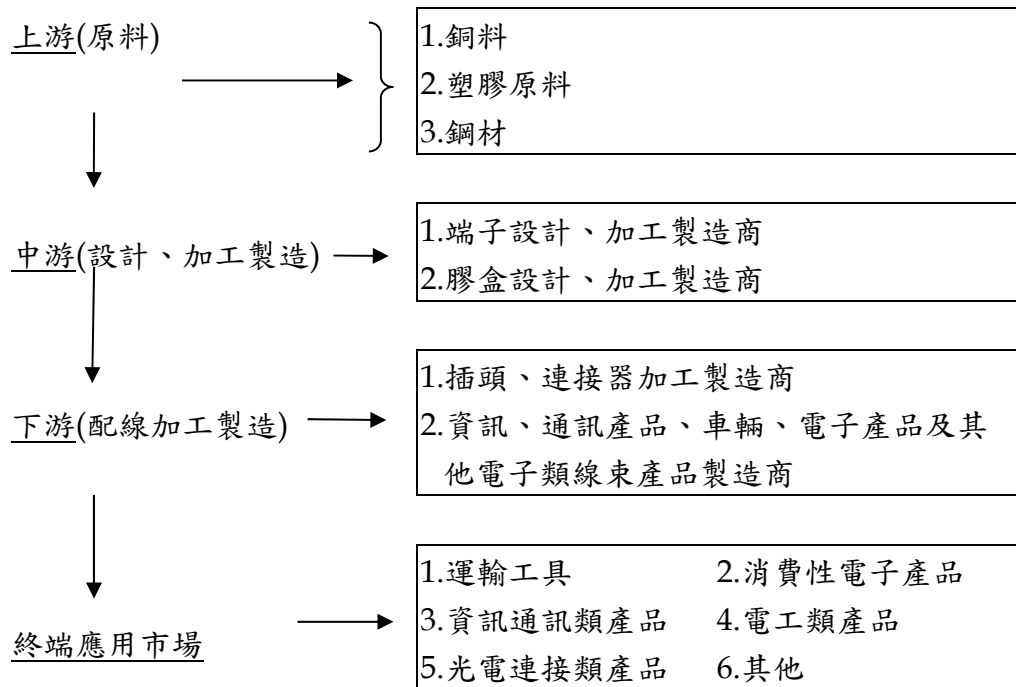 上游(原料)
1.銅料
2.塑膠原料
3.鋼材
中游(設計、加工製造)
1.端子設計、加工製造商
2.膠盒設計、加工製造商
下游(配線加工製造)
1.插頭、連接器加工製造商
2.資訊、通訊產品、車輛、電子產品及其
他電子類線束產品製造商
終端應用市場
1.運輸工具 2.消費性電子產品
3.資訊通訊類產品 4.電工類產品
5.光電連接類產品 6.其他